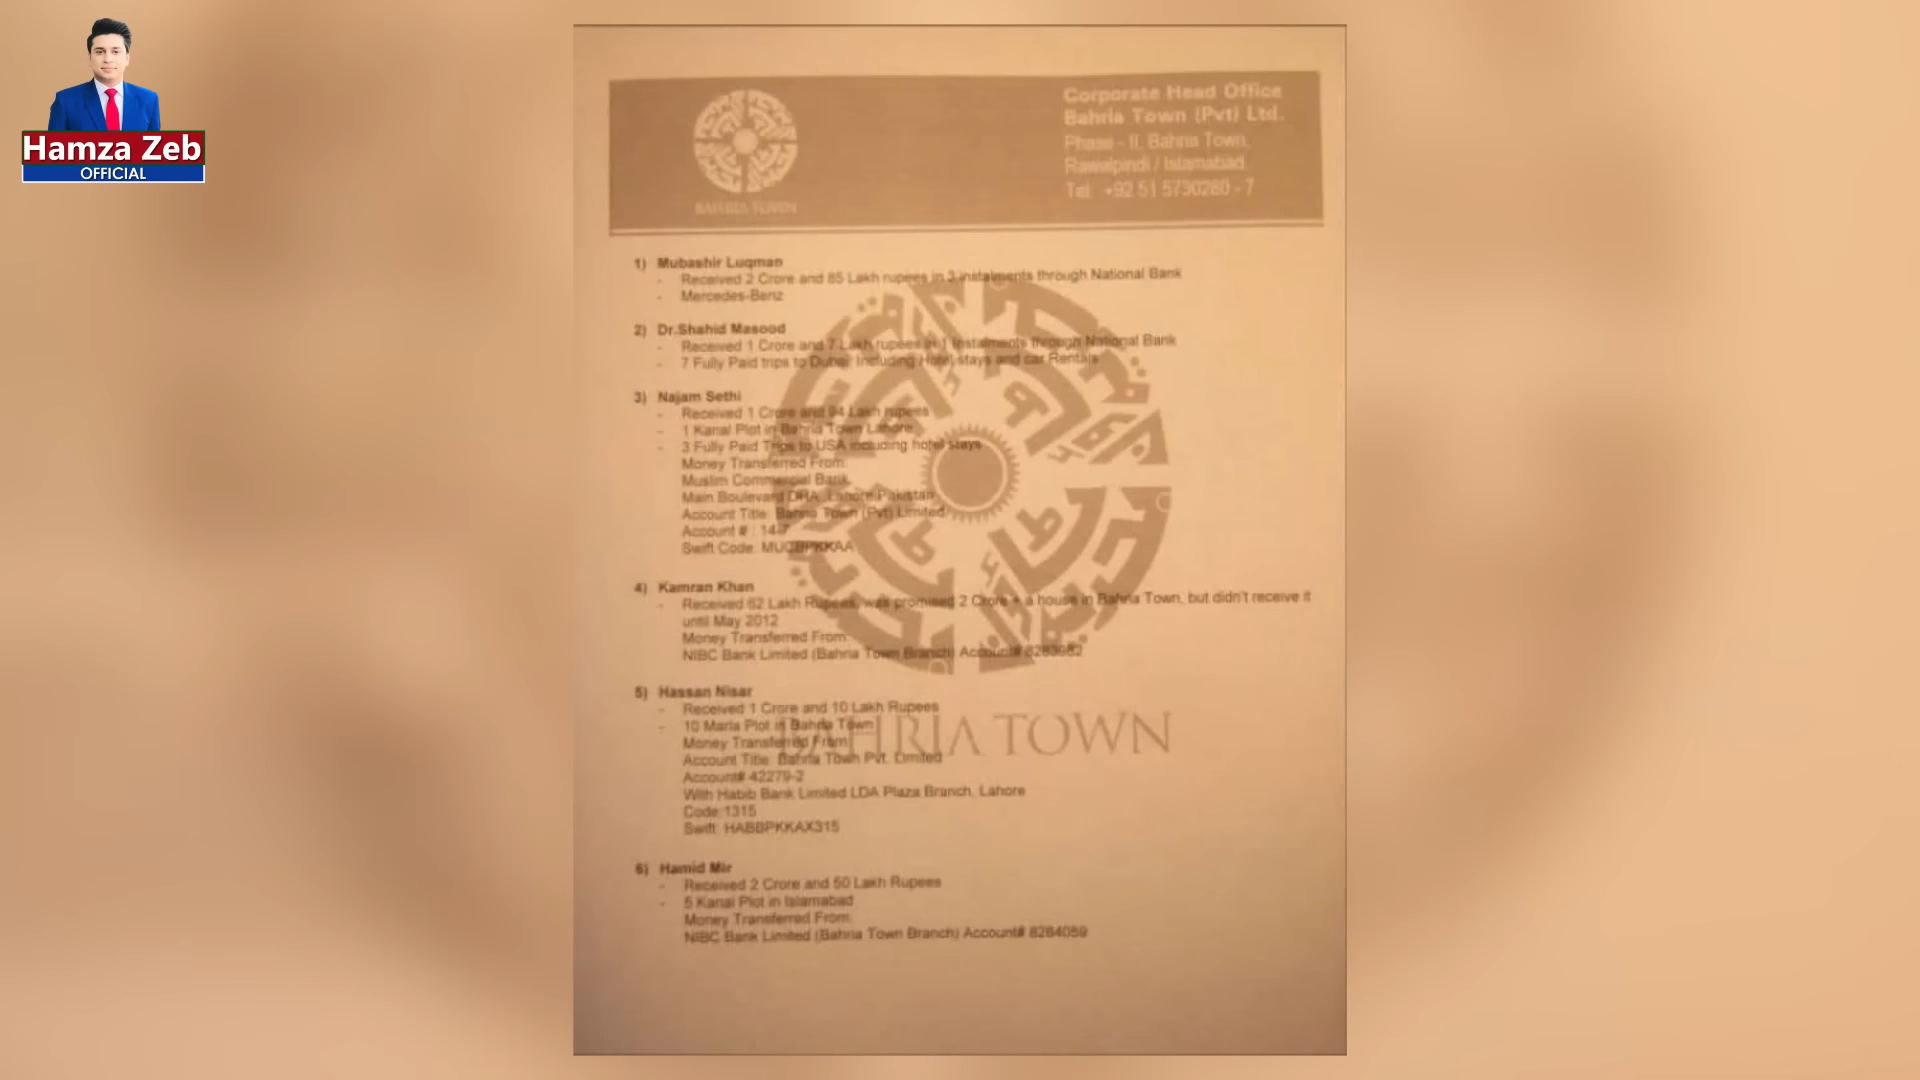 Hamza Zeb
OFFICIAL
BAHRIA TOWN
Corporate Head Office
Bahria Town (Pvt) Ltd.
Phase - II, Bahria Town,
Rawalpindi / Islamabad
Tel: +92 51 5730280 - 7
1) Mubashir Luqman
- Received 2 Crore and 85 Lakh rupees in 3 instalments through National Bank
- Mercedes-Benz
2) Dr.Shahid Masood
- Received 1 Crore and 7 Lakh rupees in 1 Instalments through National Bank
- 7 Fully Paid trips to Dubai, Including Hotel stays and car Rentals
3) Najam Sethi
- Received 1 Crore and 94 Lakh rupees
- 1 Kanal Plot in Bahria Town Lahore
- 3 Fully Paid Trips to USA including hotel stays
Money Transferred From:
Muslim Commercial Bank,
Main Boulevard DHA, Lahore Pakistan
Account Title: Bahria Town (Pvt) Limited
Account # : 14-7
Swift Code: MUCBPKKAA
4) Kamran Khan
- Received 62 Lakh Rupees, was promised 2 Crore + a house in Bahria Town, but didn't receive it
until May 2012
Money Transferred From:
NIBC Bank Limited (Bahria Town Branch) Account# 8263982
5) Hassan Nisar
- Received 1 Crore and 10 Lakh Rupees
- 10 Marla Plot in Bahria Town
Money Transferred From:
Account Title: Bahria Town Pvt. Limited
Account# 42279-2
With Habib Bank Limited LDA Plaza Branch, Lahore
Code:1315
Swift: HABBPKKAX315
BAHRIA TOWN
6) Hamid Mir
- Received 2 Crore and 50 Lakh Rupees
- 5 Kanal Plot in Islamabad
Money Transferred From:
NIBC Bank Limited (Bahria Town Branch) Account# 8264059